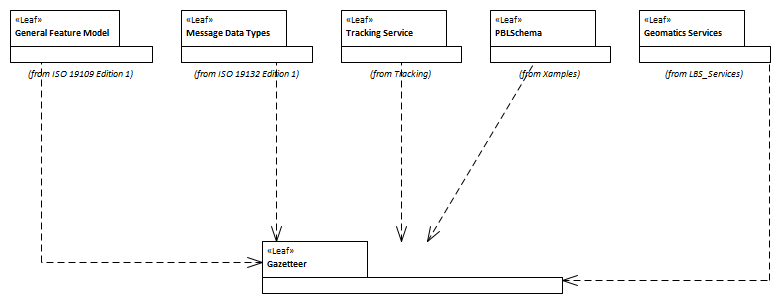 «Leaf»
General Feature Model
(from ISO 19109 Edition 1)
«Leaf»
Message Data Types
(from ISO 19132 Edition 1)
«Leaf»
Tracking Service
(from Tracking)
«Leaf»
PBLSchema
(from Xamples)
«Leaf»
Geomatics Services
(from LBS_Services)
«Leaf»
Gazetteer